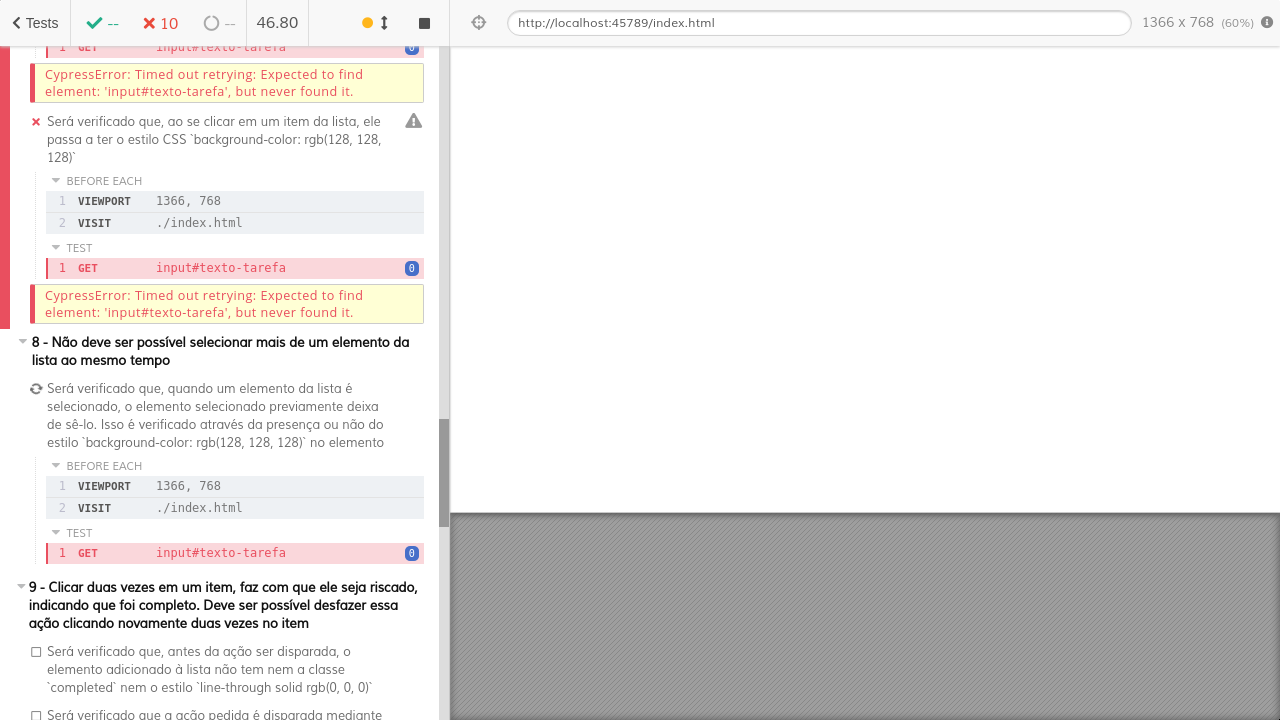 Tests -- 10 -- 46.80 http://localhost:45789/index.html 1366 x 768 (60%)
1 GET input#texto-tarefa 0
CypressError: Timed out retrying: Expected to find
element: 'input#texto-tarefa', but never found it.
Será verificado que, ao se clicar em um item da lista, ele
passa a ter o estilo CSS `background-color: rgb(128, 128,
128)`
BEFORE EACH
1 VIEWPORT 1366, 768
2 VISIT ./index.html
TEST
1 GET input#texto-tarefa 0
CypressError: Timed out retrying: Expected to find
element: 'input#texto-tarefa', but never found it.
8 - Não deve ser possível selecionar mais de um elemento da
lista ao mesmo tempo
Será verificado que, quando um elemento da lista é
selecionado, o elemento selecionado previamente deixa
de sê-lo. Isso é verificado através da presença ou não do
estilo `background-color: rgb(128, 128, 128)` no elemento
BEFORE EACH
1 VIEWPORT 1366, 768
2 VISIT ./index.html
TEST
1 GET input#texto-tarefa 0
9 - Clicar duas vezes em um item, faz com que ele seja riscado,
indicando que foi completo. Deve ser possível desfazer essa
ação clicando novamente duas vezes no item
Será verificado que, antes da ação ser disparada, o
elemento adicionado à lista não tem nem a classe
`completed` nem o estilo `line-through solid rgb(0, 0, 0)`
Será verificado que a ação pedida é disparada mediante